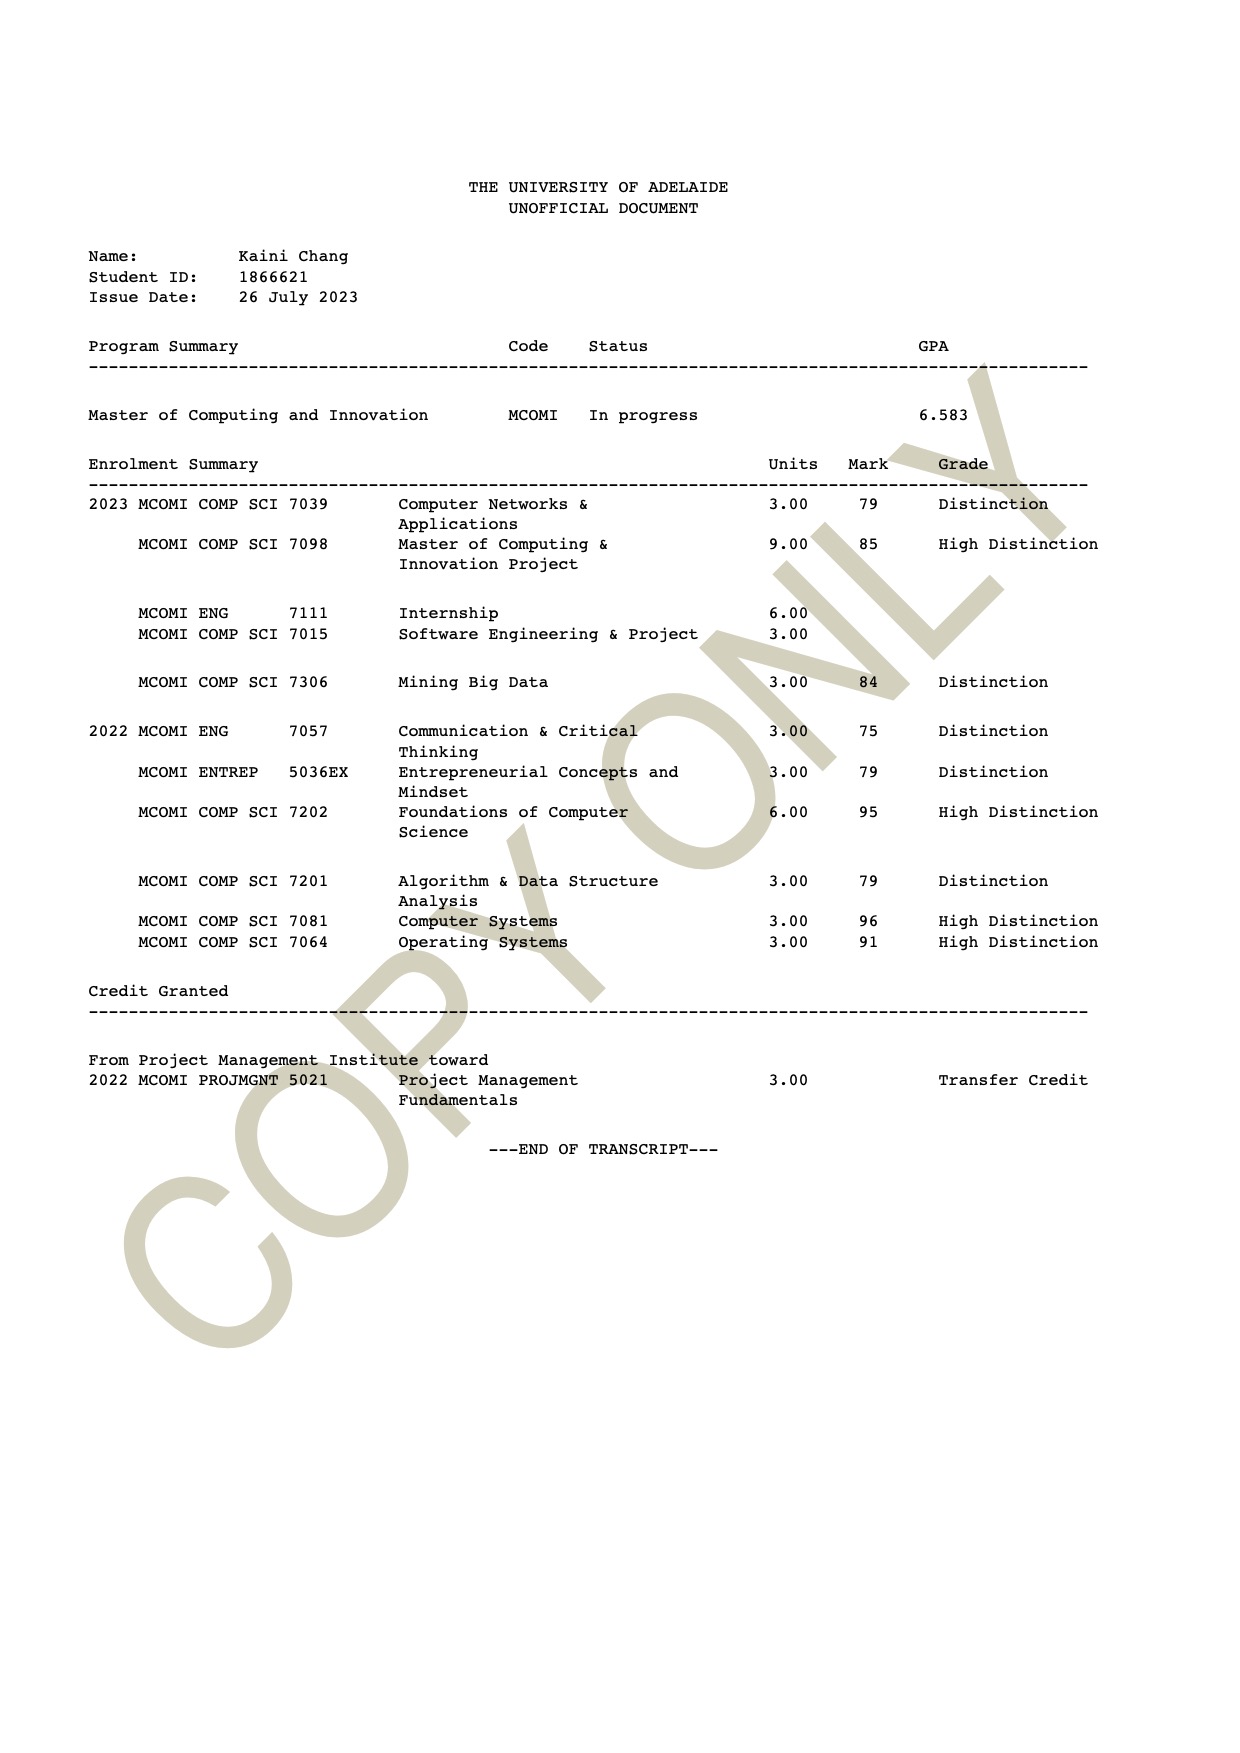 THE UNIVERSITY OF ADELAIDE
UNOFFICIAL DOCUMENT
Name: Kaini Chang
Student ID: 1866621
Issue Date: 26 July 2023
Program Summary Code Status GPA
----------------------------------------------------------------------------------------------------
Master of Computing and Innovation MCOMI In progress 6.583
Enrolment Summary Units Mark Grade
----------------------------------------------------------------------------------------------------
2023 MCOMI COMP SCI 7039 Computer Networks & 3.00 79 Distinction
Applications
MCOMI COMP SCI 7098 Master of Computing & 9.00 85 High Distinction
Innovation Project
MCOMI ENG 7111 Internship 6.00
MCOMI COMP SCI 7015 Software Engineering & Project 3.00
MCOMI COMP SCI 7306 Mining Big Data 3.00 84 Distinction
2022 MCOMI ENG 7057 Communication & Critical 3.00 75 Distinction
Thinking
MCOMI ENTREP 5036EX Entrepreneurial Concepts and 3.00 79 Distinction
Mindset
MCOMI COMP SCI 7202 Foundations of Computer 6.00 95 High Distinction
Science
MCOMI COMP SCI 7201 Algorithm & Data Structure 3.00 79 Distinction
Analysis
MCOMI COMP SCI 7081 Computer Systems 3.00 96 High Distinction
MCOMI COMP SCI 7064 Operating Systems 3.00 91 High Distinction
Credit Granted
----------------------------------------------------------------------------------------------------
From Project Management Institute toward
2022 MCOMI PROJMGNT 5021 Project Management 3.00 Transfer Credit
Fundamentals
---END OF TRANSCRIPT---
COPY ONLY